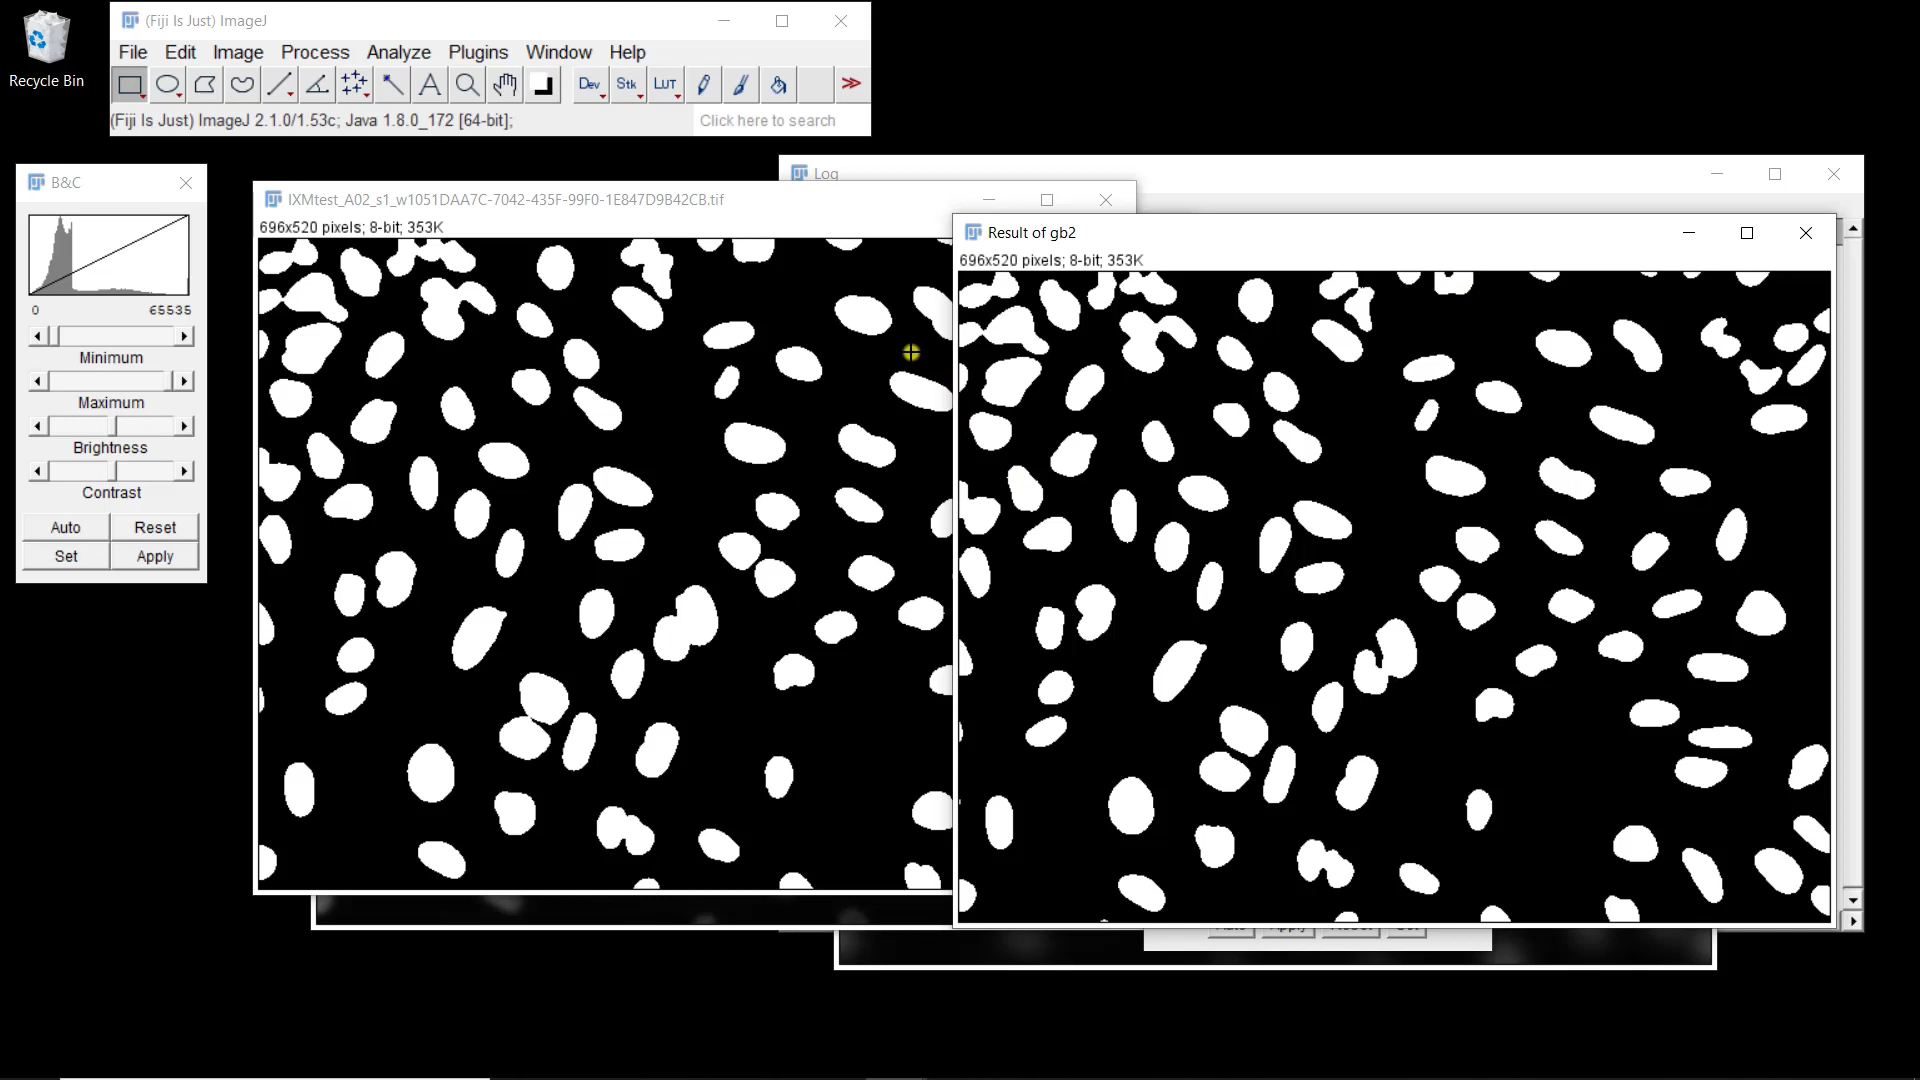 (Fiji Is Just) ImageJ
File Edit Image Process Analyze Plugins Window Help
Dev Stk LUT
(Fiji Is Just) ImageJ 2.1.0/1.53c; Java 1.8.0_172 [64-bit];
Click here to search
Recycle Bin
B&C
0 65535
Minimum
Maximum
Brightness
Contrast
Auto Reset
Set Apply
Log
IXMtest_A02_s1_w1051DAA7C-7042-435F-99F0-1E847D9B42CB.tif
696x520 pixels; 8-bit; 353K
Result of gb2
696x520 pixels; 8-bit; 353K